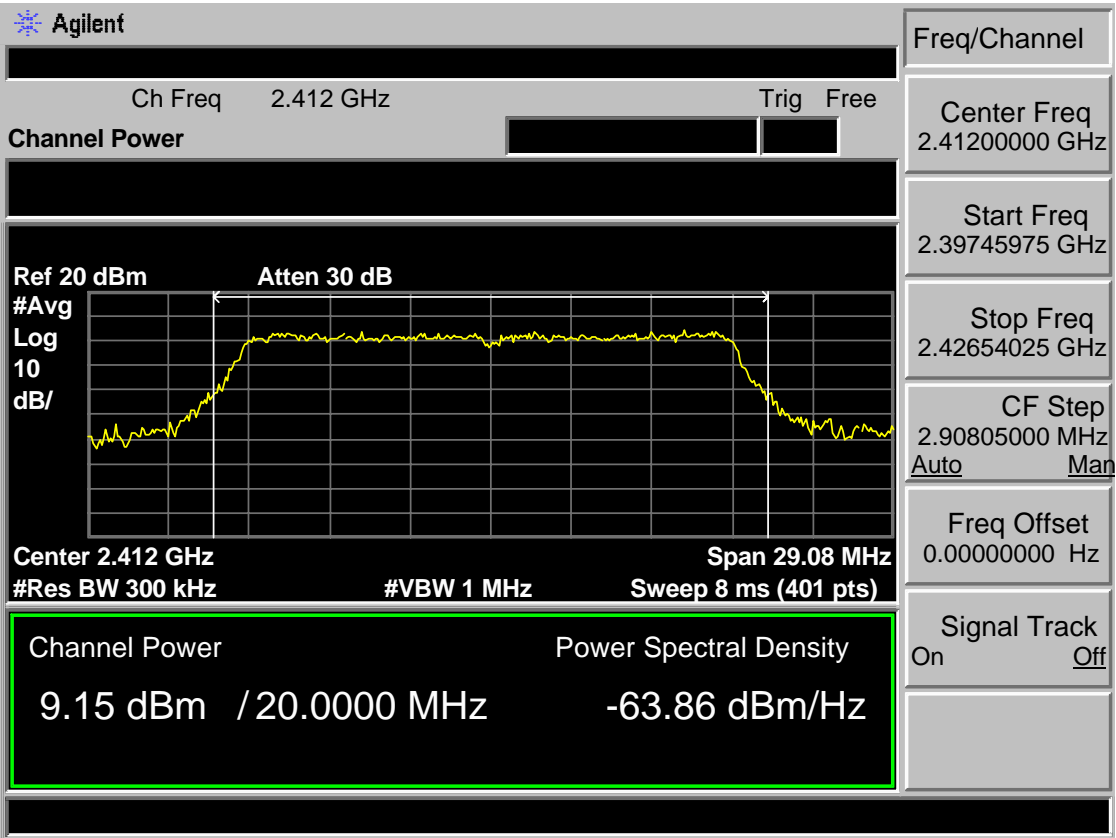 Agilent
Freq/Channel
Ch Freq 2.412 GHz Trig Free
Channel Power
Center Freq
2.41200000 GHz
Start Freq
2.39745975 GHz
Ref 20 dBm Atten 30 dB
#Avg
Log
10
dB/
Stop Freq
2.42654025 GHz
CF Step
2.90805000 MHz
Auto Man
Freq Offset
0.00000000 Hz
Center 2.412 GHz Span 29.08 MHz
#Res BW 300 kHz #VBW 1 MHz Sweep 8 ms (401 pts)
Signal Track
On Off
Channel Power Power Spectral Density
9.15 dBm / 20.0000 MHz -63.86 dBm/Hz